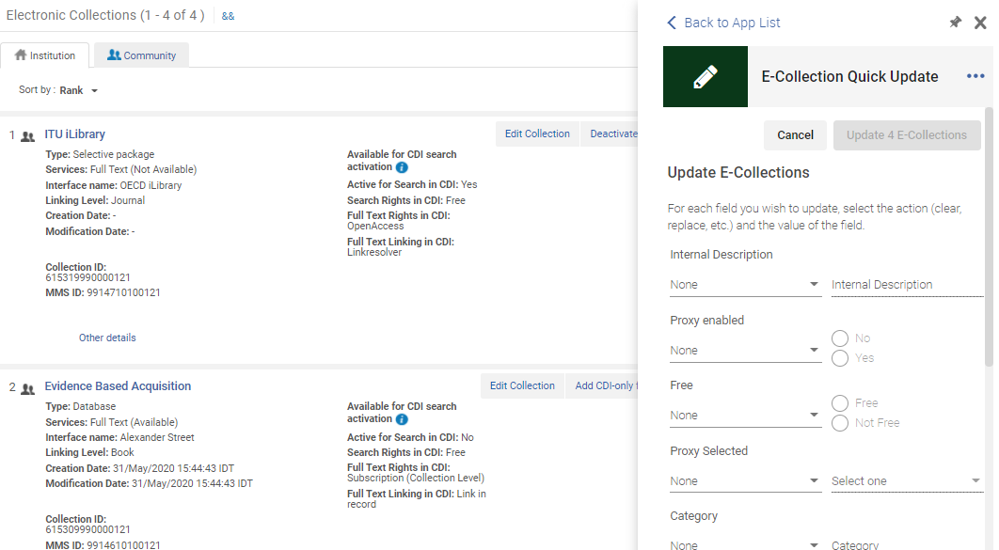 Electronic Collections (1 - 4 of 4 ) &&
Institution
Community
Sort by : Rank
1 ITU iLibrary
Edit Collection
Deactivate
Type: Selective package
Services: Full Text (Not Available)
Interface name: OECD iLibrary
Linking Level: Journal
Creation Date: -
Modification Date: -
Collection ID:
615319990000121
MMS ID: 9914710100121
Available for CDI search
activation
Active for Search in CDI: Yes
Search Rights in CDI: Free
Full Text Rights in CDI:
OpenAccess
Full Text Linking in CDI:
Linkresolver
Other details
2 Evidence Based Acquisition
Edit Collection
Add CDI-only
Type: Database
Services: Full Text (Available)
Interface name: Alexander Street
Linking Level: Book
Creation Date: 31/May/2020 15:44:43 IDT
Modification Date: 31/May/2020 15:44:43 IDT
Collection ID:
615309990000121
MMS ID: 9914610100121
Available for CDI search
activation
Active for Search in CDI: No
Search Rights in CDI: Free
Full Text Rights in CDI:
Subscription (Collection Level)
Full Text Linking in CDI: Link in
record
Back to App List
E-Collection Quick Update
Cancel
Update 4 E-Collections
Update E-Collections
For each field you wish to update, select the action (clear,
replace, etc.) and the value of the field.
Internal Description
None
Internal Description
Proxy enabled
None
No
Yes
Free
None
Free
Not Free
Proxy Selected
None
Select one
Category
None
Category